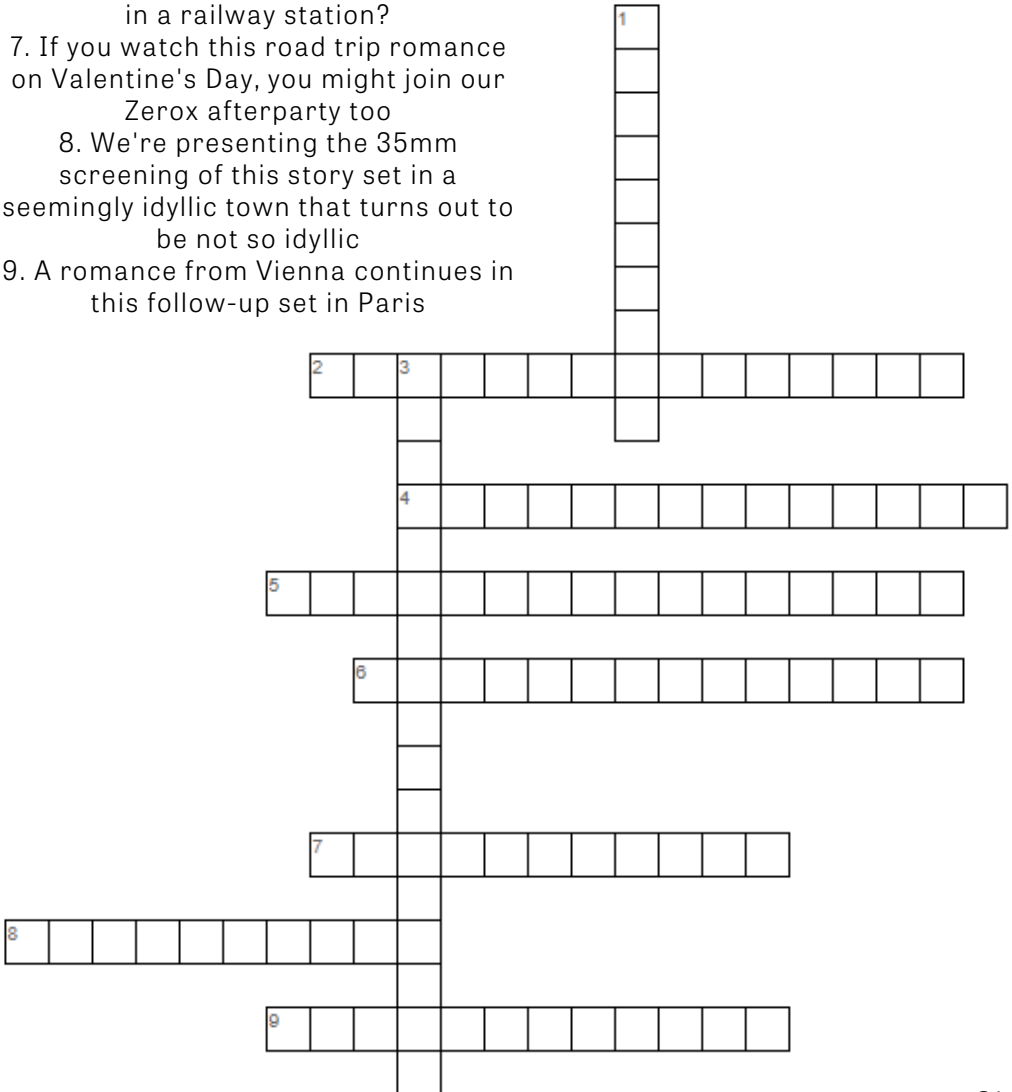 in a railway station?
7. If you watch this road trip romance
on Valentine's Day, you might join our
Zerox afterparty too
8. We're presenting the 35mm
screening of this story set in a
seemingly idyllic town that turns out to
be not so idyllic
9. A romance from Vienna continues in
this follow-up set in Paris
1
2 3
4
5
6
7
8
9